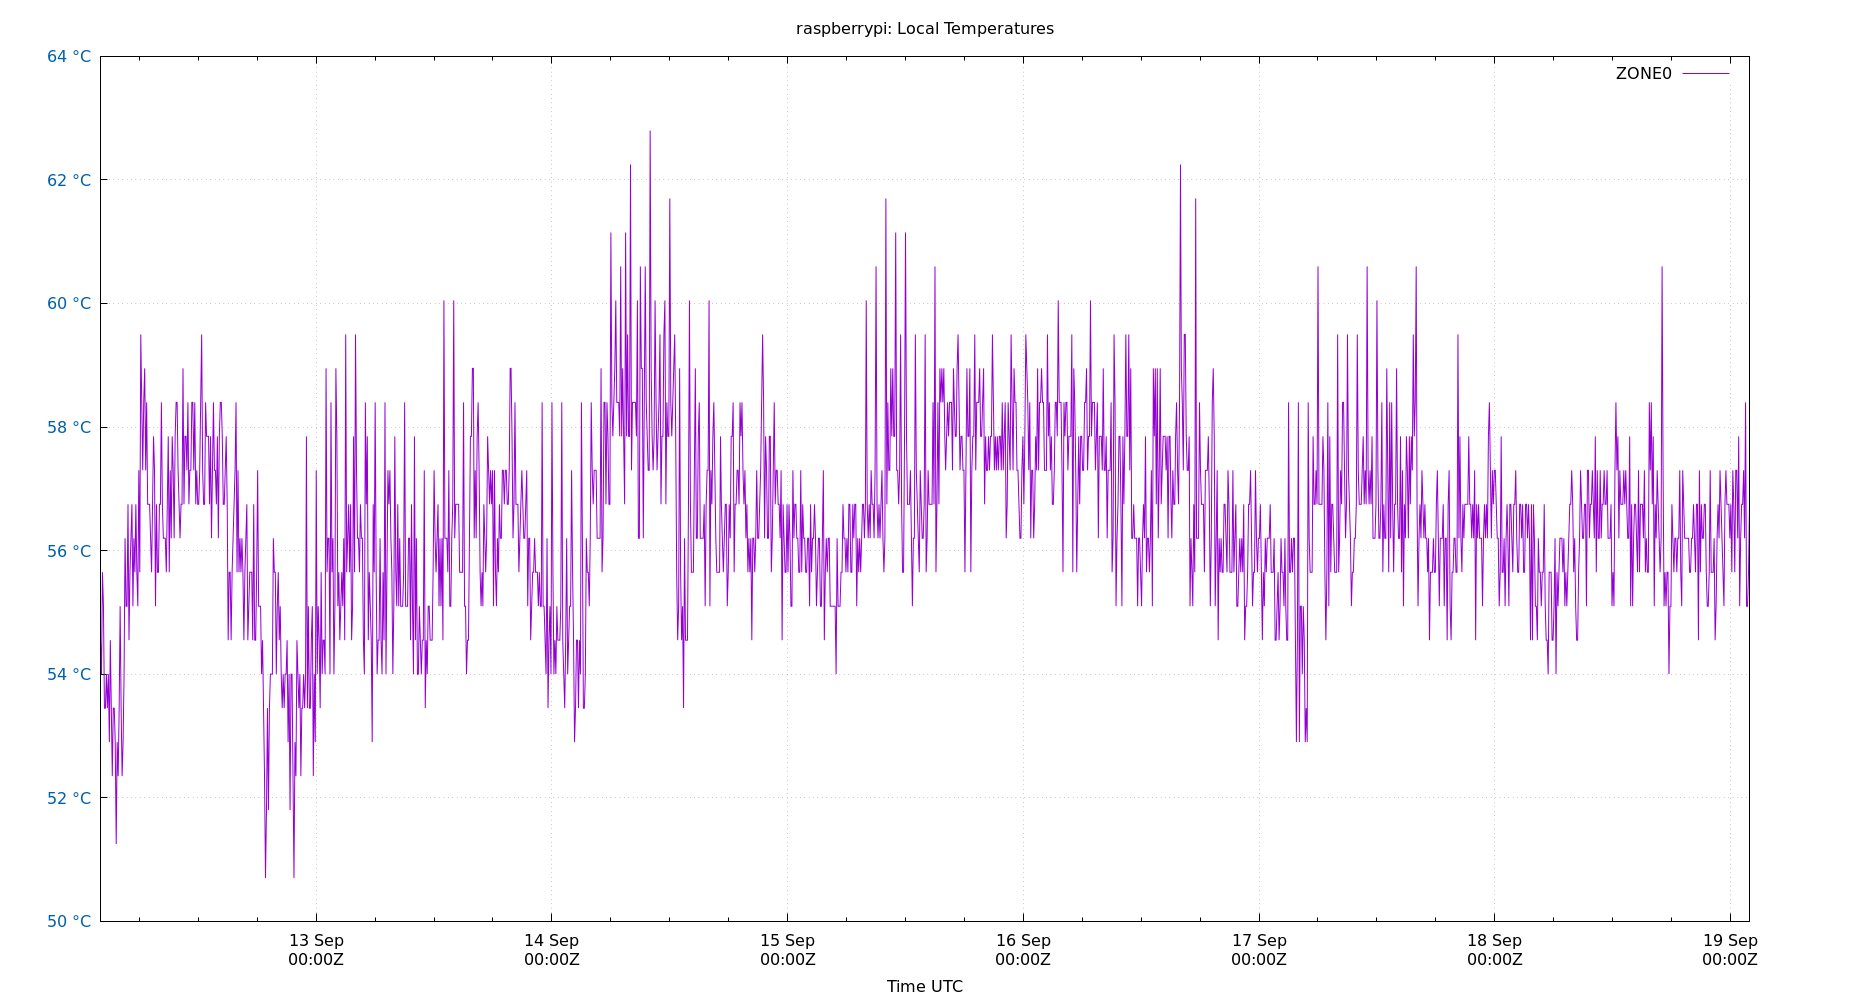 raspberrypi: Local Temperatures
64 °C
ZONE0
62 °C
60 °C
58 °C
56 °C
54 °C
52 °C
50 °C
13 Sep 14 Sep 15 Sep 16 Sep 17 Sep 18 Sep 19 Sep
00:00Z 00:00Z 00:00Z 00:00Z 00:00Z 00:00Z 00:00Z
Time UTC